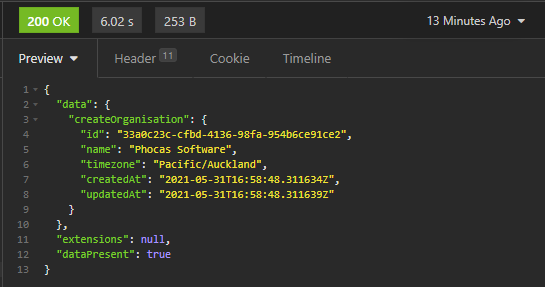 200 OK 6.02 s 253 B 13 Minutes Ago
Preview Header 11 Cookie Timeline
1 {
2 "data": {
3 "createOrganisation": {
4 "id": "33a0c23c-cfbd-4136-98fa-954b6ce91ce2",
5 "name": "Phocas Software",
6 "timezone": "Pacific/Auckland",
7 "createdAt": "2021-05-31T16:58:48.311634Z",
8 "updatedAt": "2021-05-31T16:58:48.311639Z"
9 }
10 },
11 "extensions": null,
12 "dataPresent": true
13 }